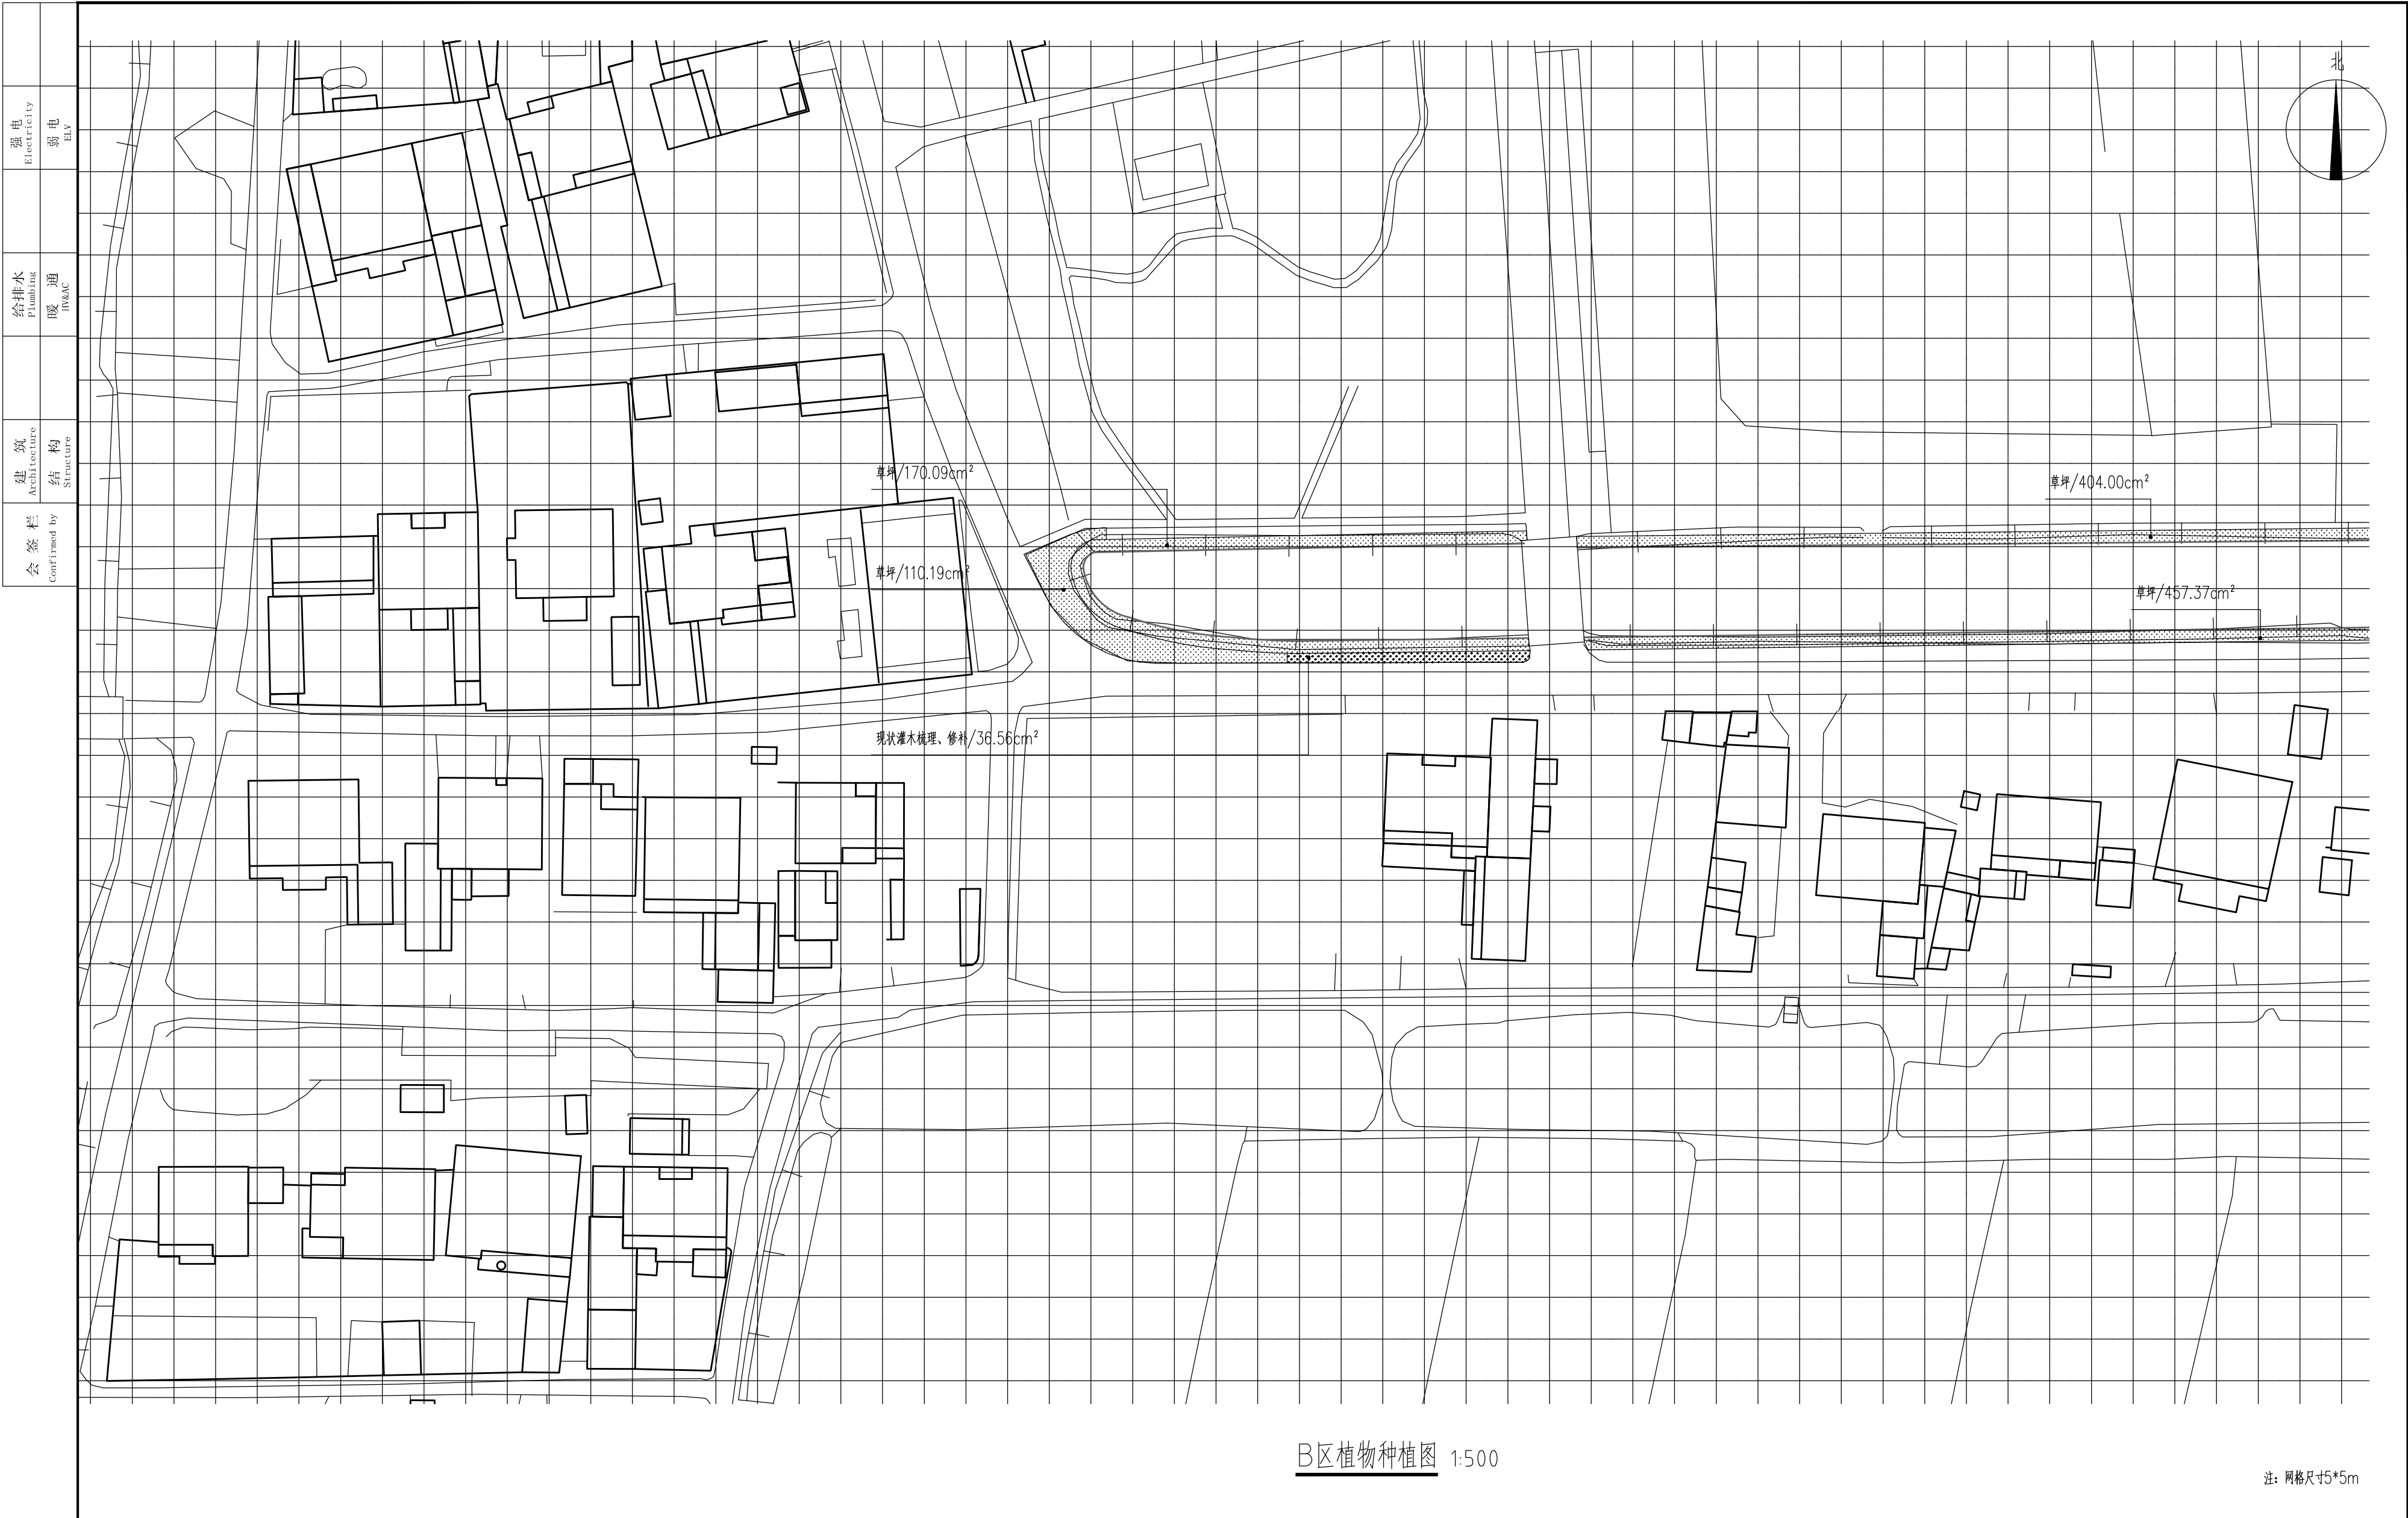 强 电
Electricity
弱 电
ELV
给排水
Plumbing
暖 通
HV&AC
建 筑
Architecture
结 构
Structure
会 签 栏
Confirmed by
北
草坪/170.09cm²
草坪/404.00cm²
草坪/110.19cm²
草坪/457.37cm²
现状灌木梳理、修补/36.56cm²
B区植物种植图 1:500
注：网格尺寸5*5m